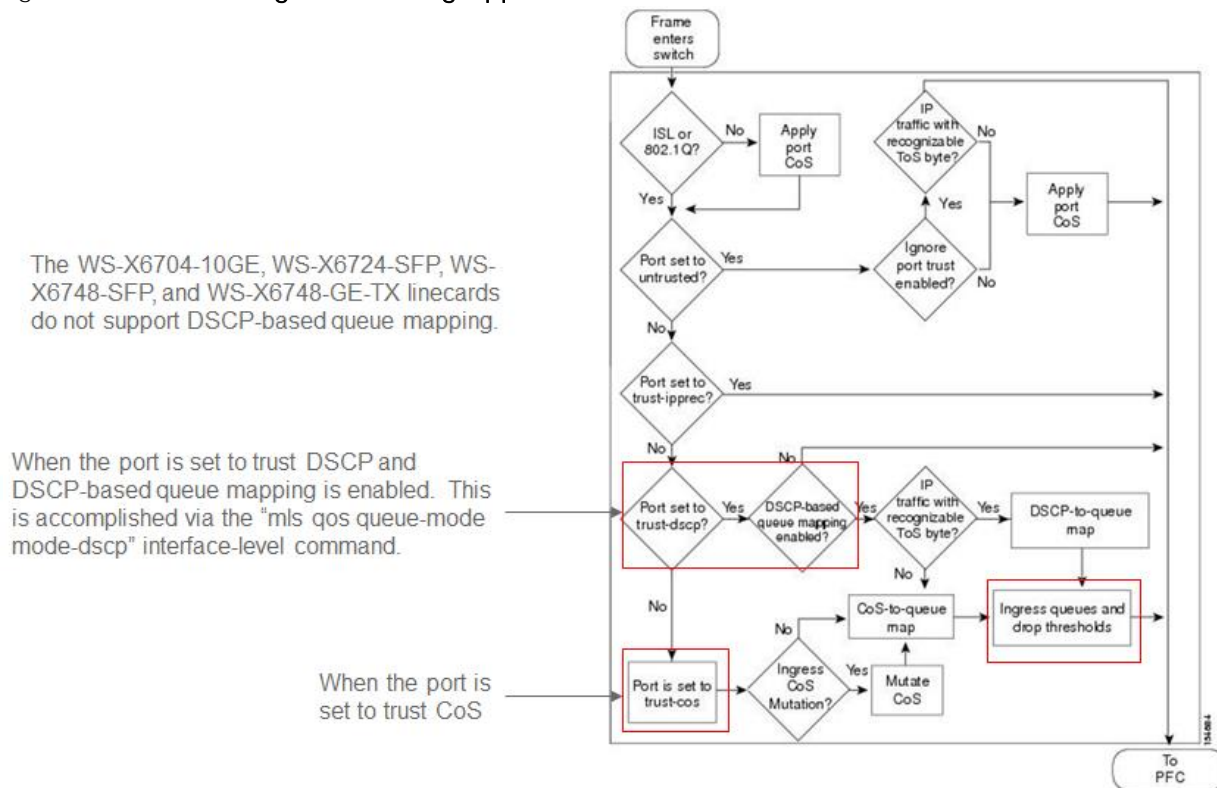 Frame
enters
switch
ISL or
802.1Q?
No
Apply
port
CoS
Yes
IP
traffic with
recognizable
ToS byte?
No
Yes
Apply
port
CoS
The WS-X6704-10GE, WS-X6724-SFP, WS-
X6748-SFP, and WS-X6748-GE-TX linecards
do not support DSCP-based queue mapping.
Port set to
untrusted?
Yes
Ignore
port trust
enabled?
No
No
Port set to
trust-ipprec?
Yes
No
When the port is set to trust DSCP and
DSCP-based queue mapping is enabled. This
is accomplished via the "mls qos queue-mode
mode-dscp" interface-level command.
Port set to
trust-dscp?
Yes
No
DSCP-based
queue mapping
enabled?
Yes
IP
traffic with
recognizable
ToS byte?
Yes
DSCP-to-queue
map
No
No
CoS-to-queue
map
Ingress queues and
drop thresholds
When the port is
set to trust CoS
Port is set to
trust-cos
Ingress
CoS
Mutation?
No
Yes
Mutate
CoS
To
PFC